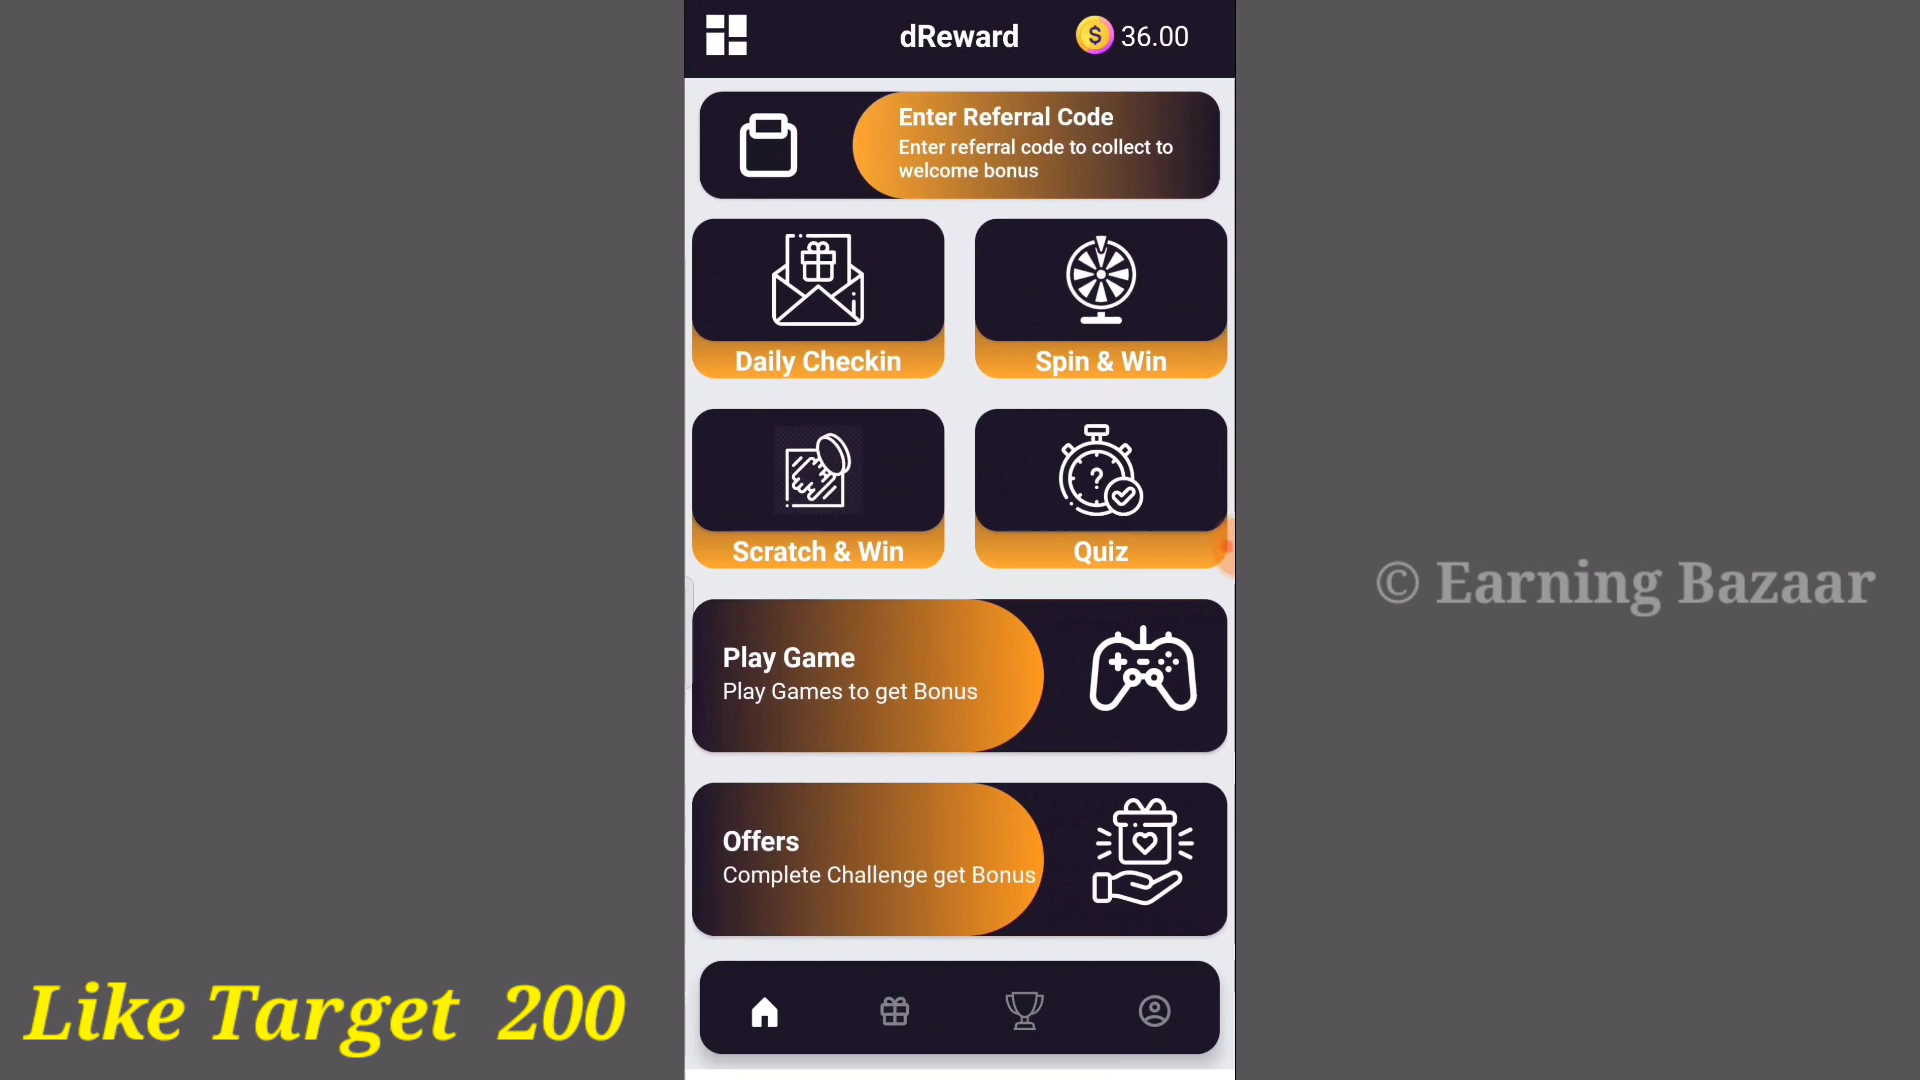 dReward
$ 36.00
Enter Referral Code
Enter referral code to collect to
welcome bonus
Daily Checkin
Spin & Win
?
Scratch & Win
Quiz
© Earning Bazaar
Play Game
Play Games to get Bonus
Offers
Complete Challenge get Bonus
Like Target 200